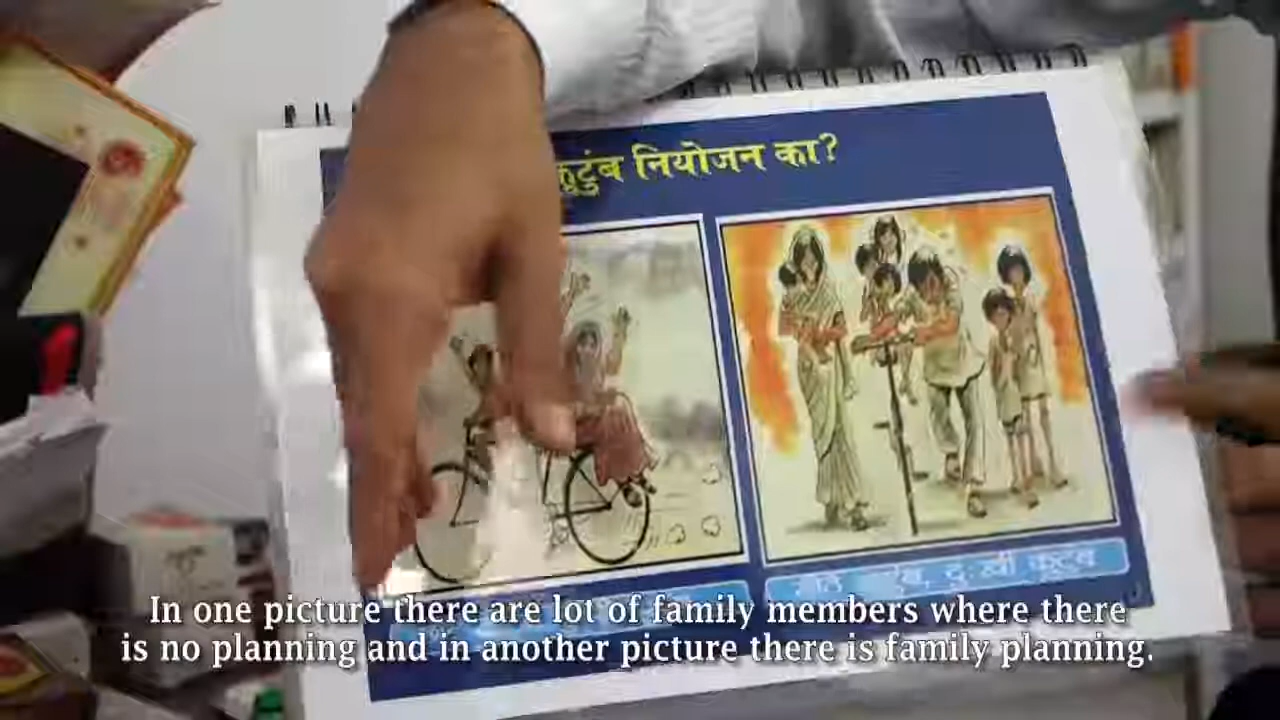 कुटुंब नियोजन का?
दु:खी कुटुंब
In one picture there are lot of family members where there
is no planning and in another picture there is family planning.